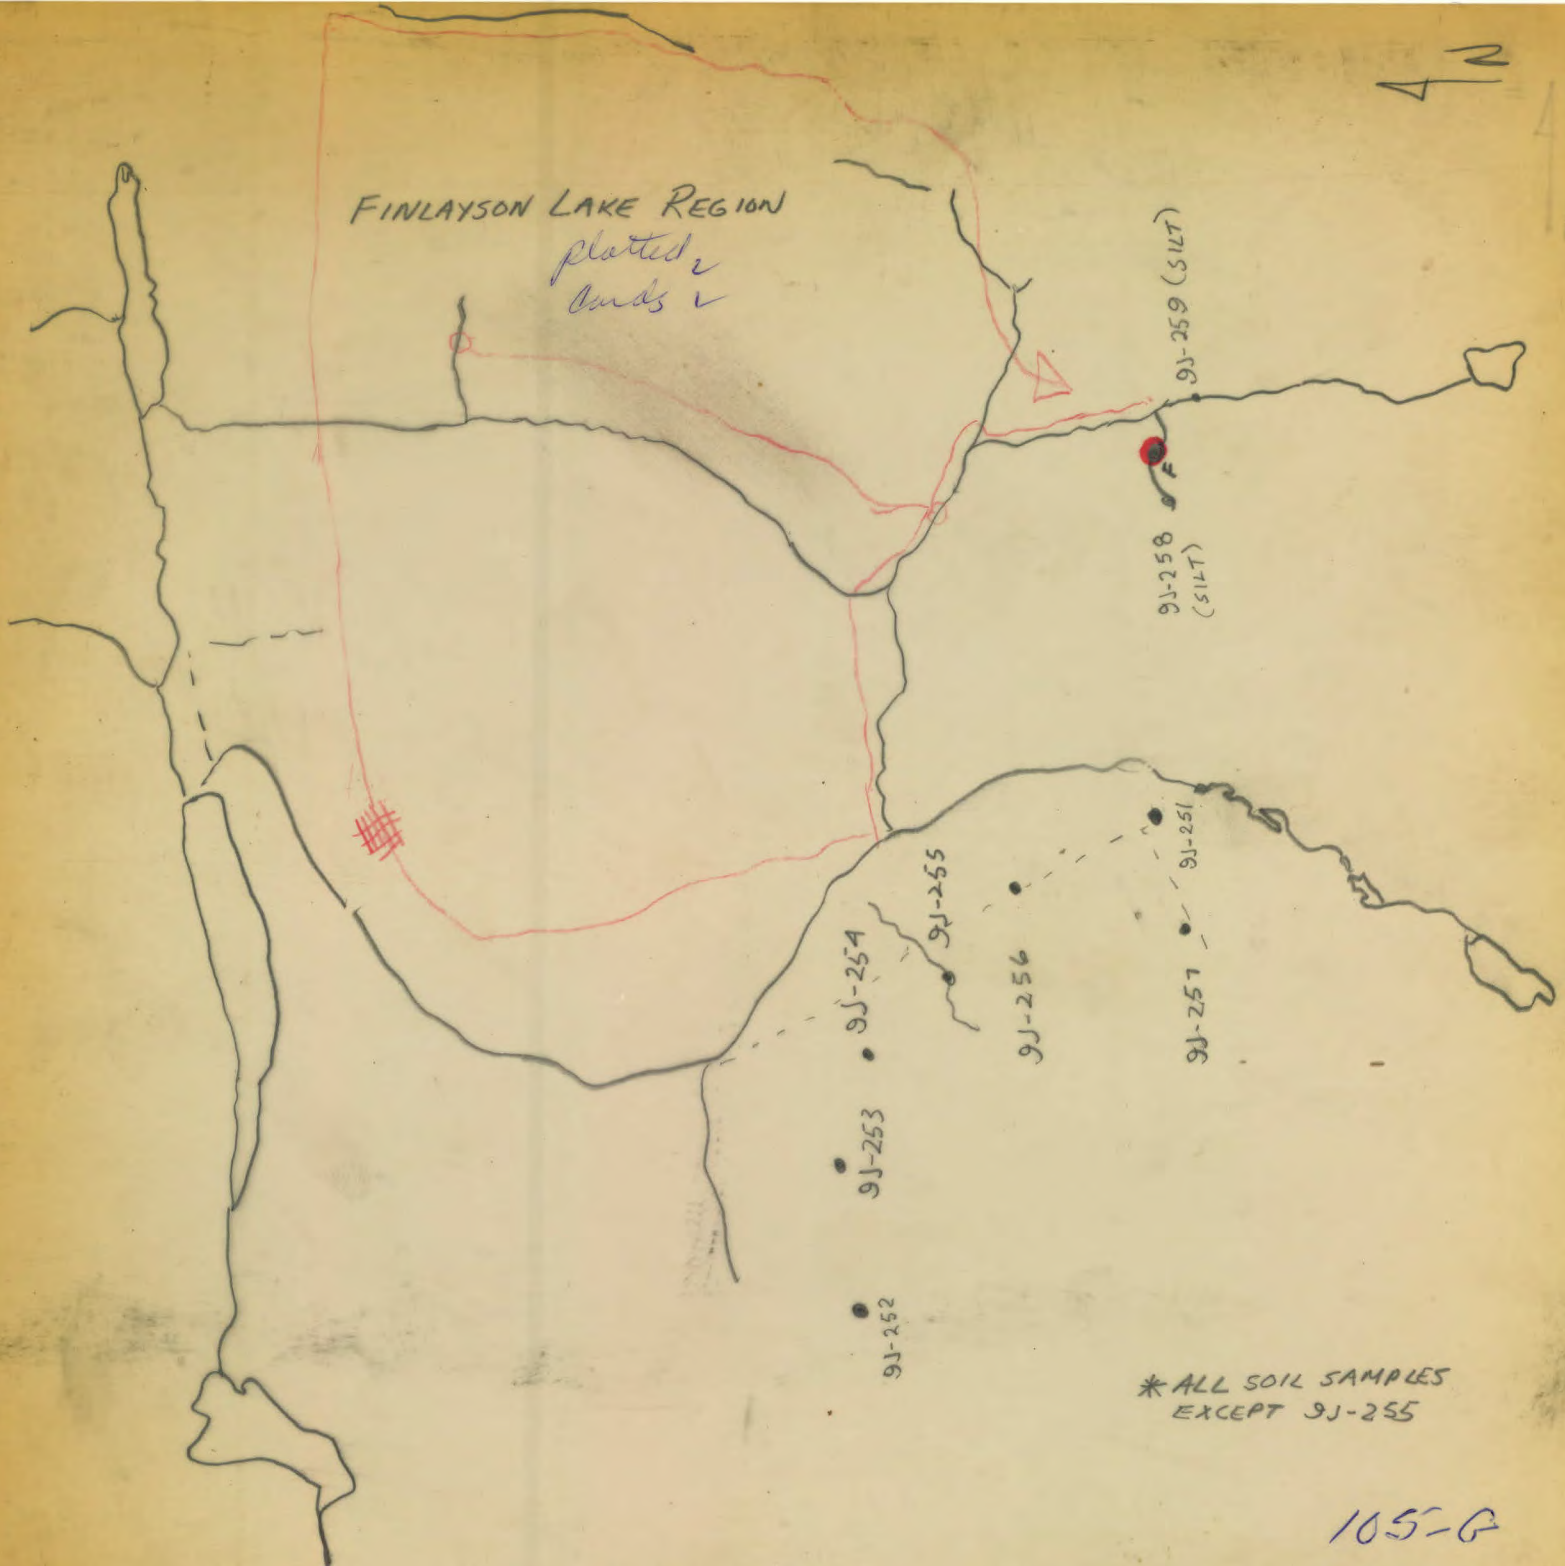 N
FINLAYSON LAKE REGION
plotted
cards
9J-259 (SILT)
F
9J-258
(SILT)
9J-251
9J-255
9J-254
9J-256
9J-257
9J-253
9J-252
* ALL SOIL SAMPLES
EXCEPT 9J-255
105-G